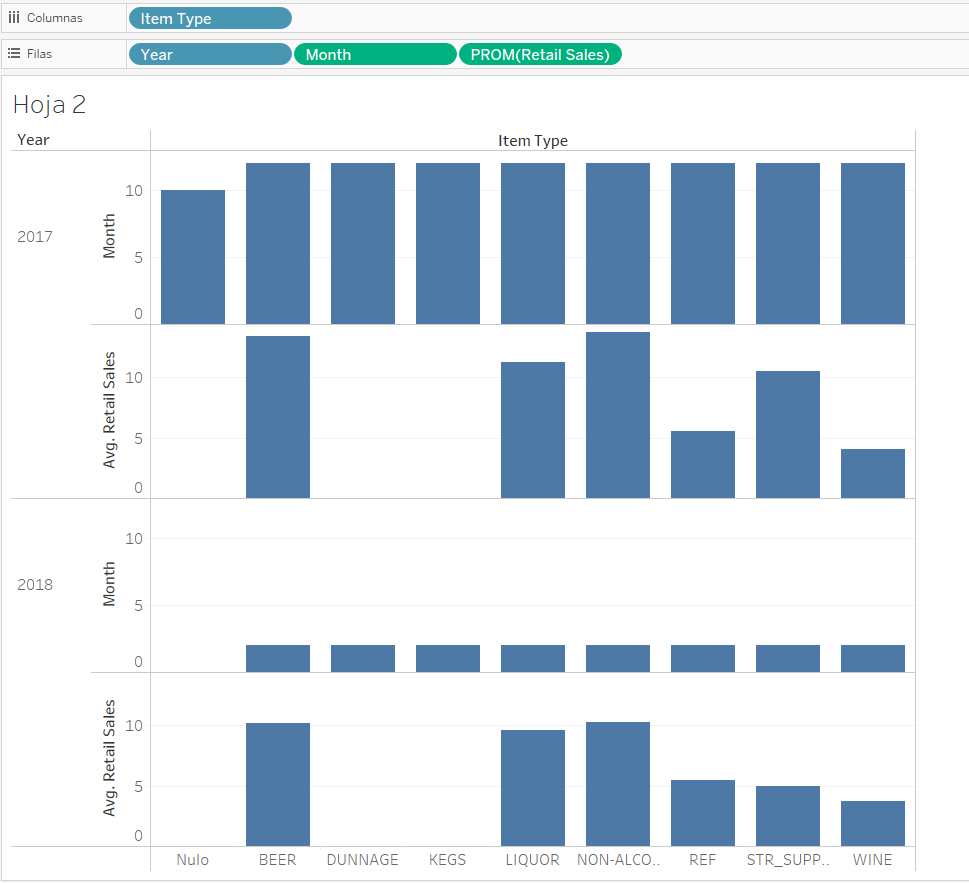 Columnas Item Type
Filas Year Month PROM(Retail Sales)
Hoja 2
Year Item Type
2017
Month
10
5
0
Avg. Retail Sales
10
5
0
2018
Month
10
5
0
Avg. Retail Sales
10
5
0
Nulo BEER DUNNAGE KEGS LIQUOR NON-ALCO.. REF STR_SUPP.. WINE